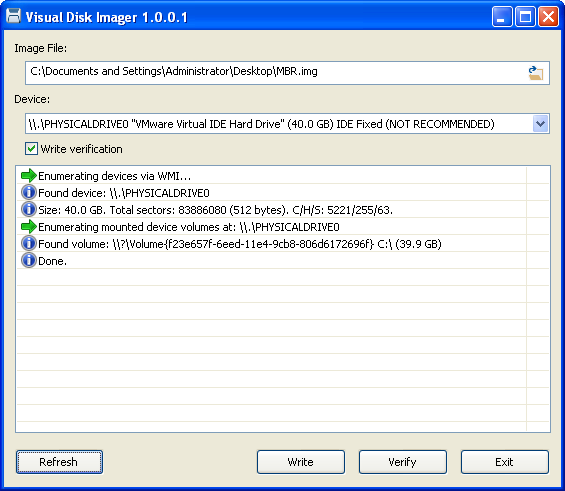 Visual Disk Imager 1.0.0.1
Image File:
C:\Documents and Settings\Administrator\Desktop\MBR.img
Device:
\\.\PHYSICALDRIVE0 "VMware Virtual IDE Hard Drive" (40.0 GB) IDE Fixed (NOT RECOMMENDED)
Write verification
Enumerating devices via WMI...
Found device: \\.\PHYSICALDRIVE0
Size: 40.0 GB. Total sectors: 83886080 (512 bytes). C/H/S: 5221/255/63.
Enumerating mounted device volumes at: \\.\PHYSICALDRIVE0
Found volume: \\?\Volume{f23e657f-6eed-11e4-9cb8-806d6172696f} C:\ (39.9 GB)
Done.
Refresh Write Verify Exit